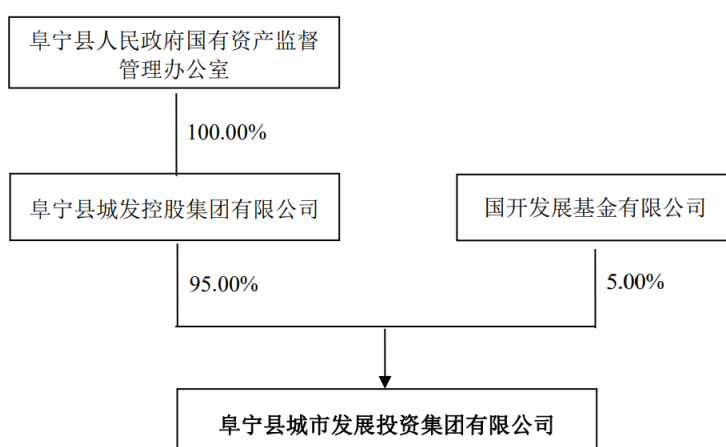 阜宁县人民政府国有资产监督
管理办公室
100.00%
阜宁县城发控股集团有限公司
国开发展基金有限公司
95.00%
5.00%
阜宁县城市发展投资集团有限公司